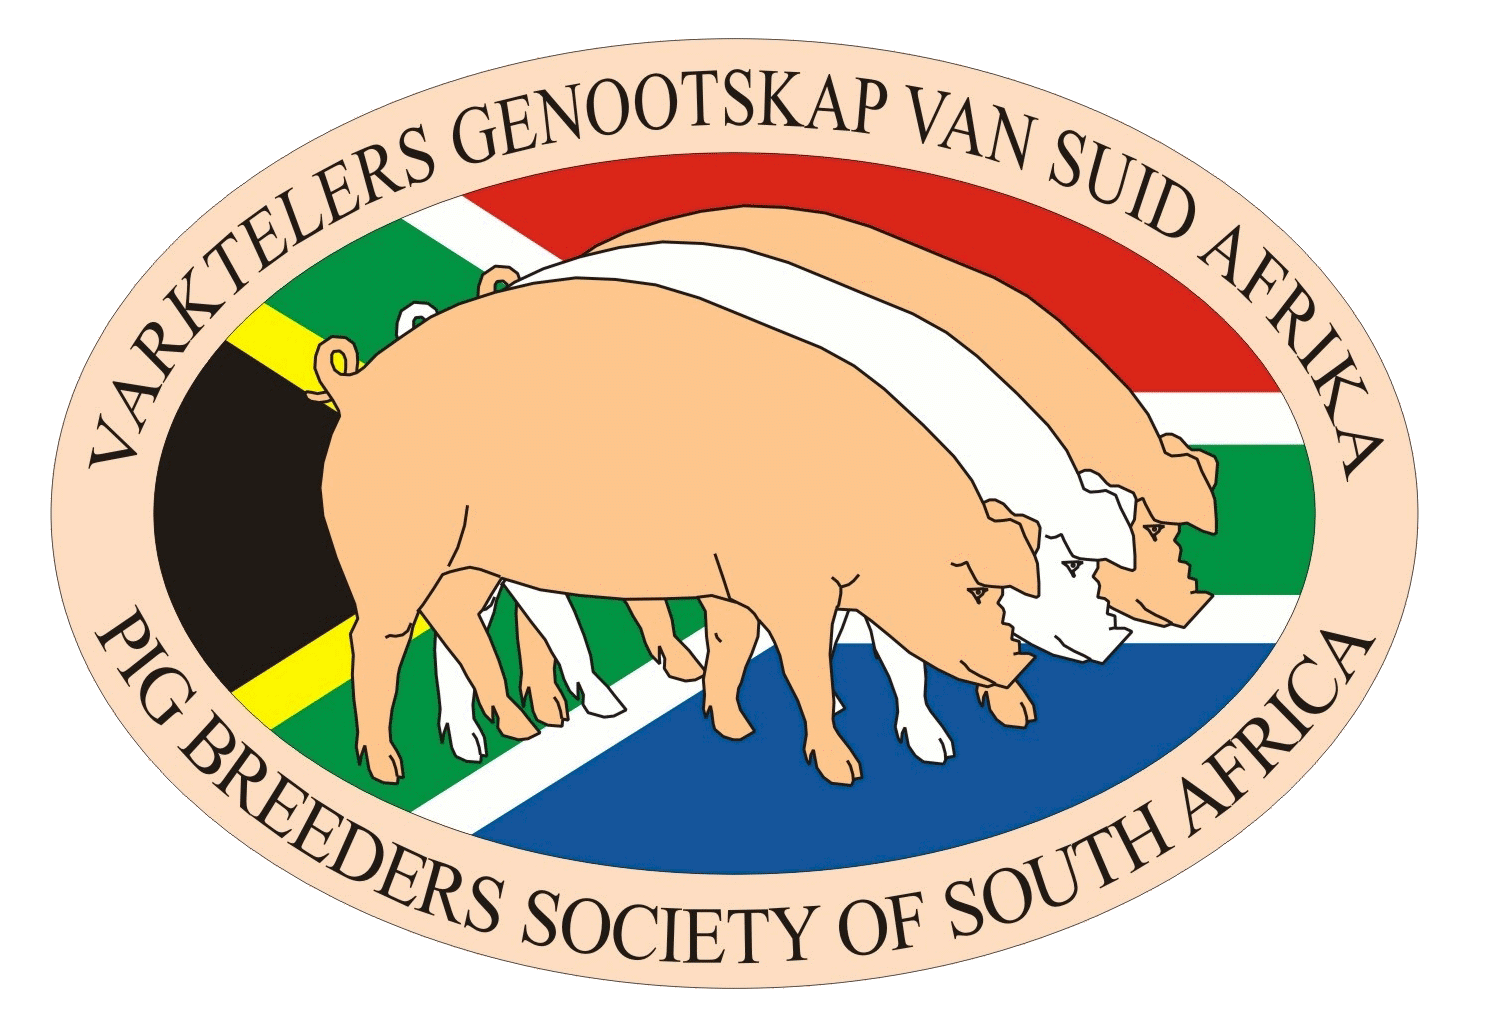 VARKTELERS GENOOTSKAP VAN SUID AFRIKA
PIG BREEDERS SOCIETY OF SOUTH AFRICA